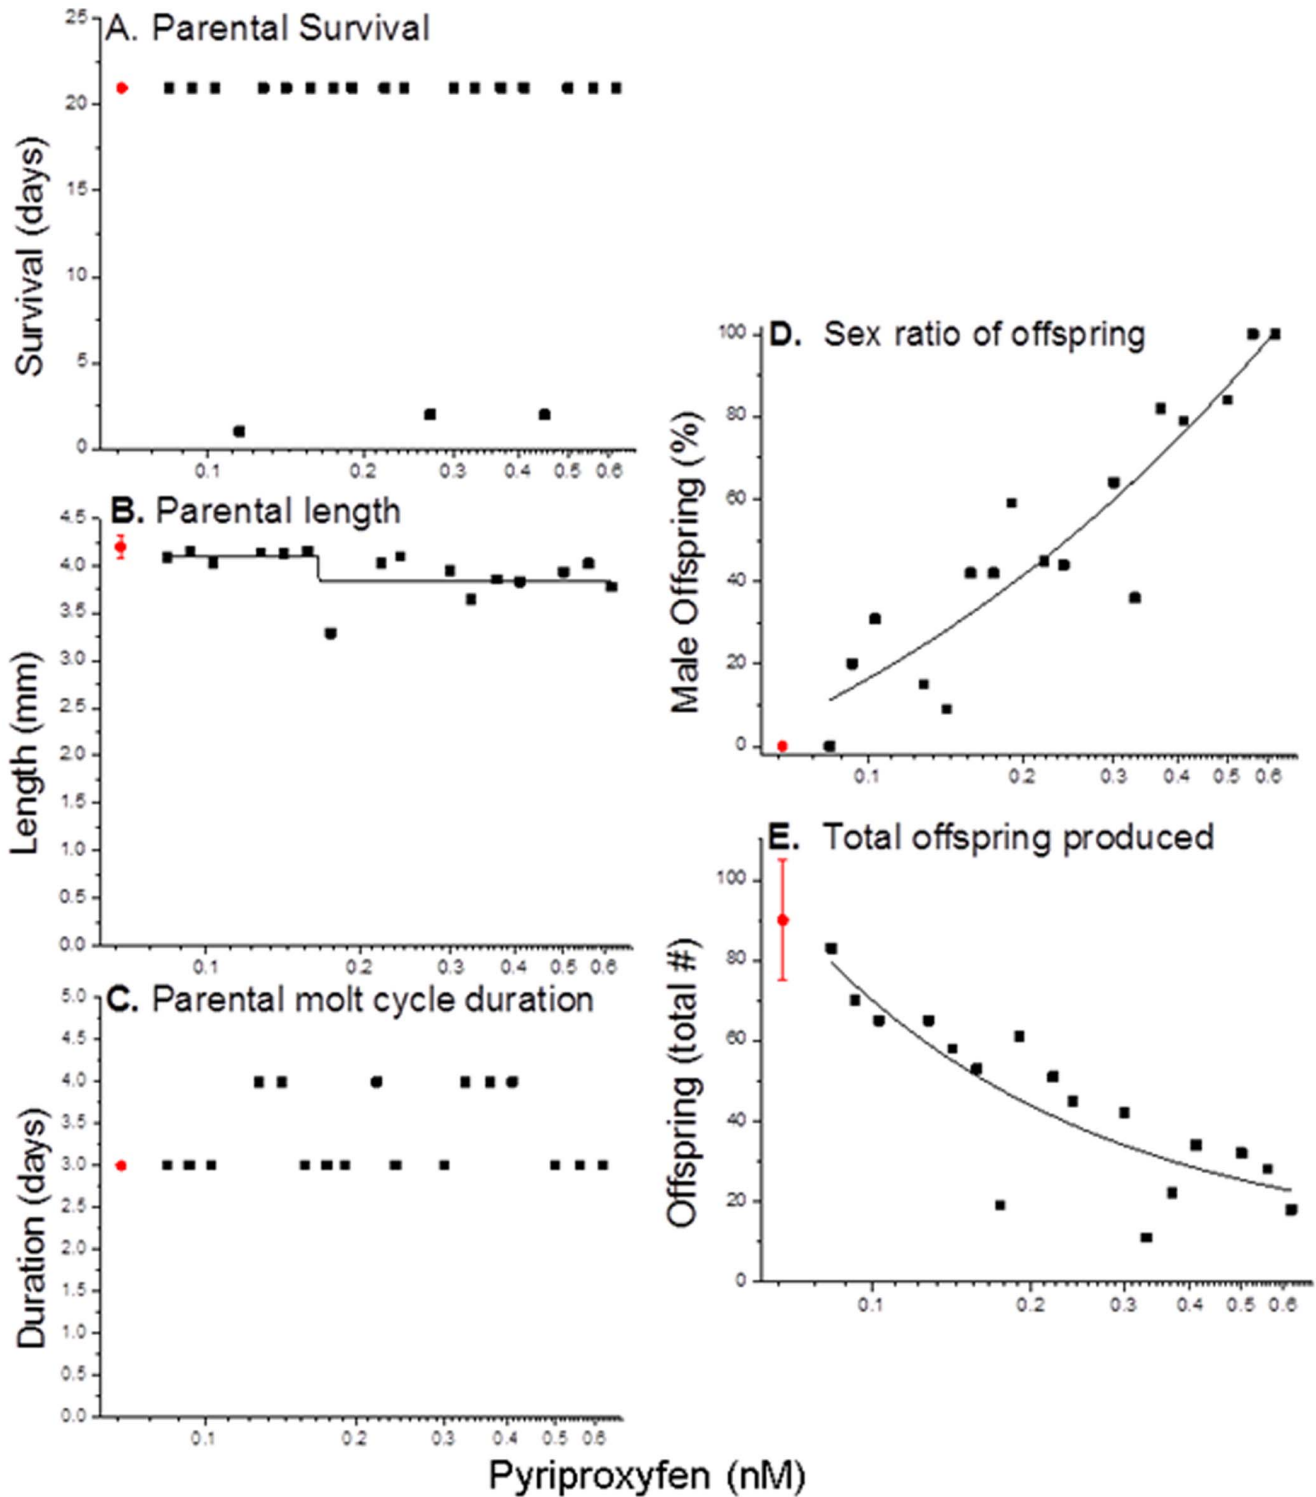 A. Parental Survival
Survival (days)
25
20
15
10
5
0
0.1 0.2 0.3 0.4 0.5 0.6
B. Parental length
Length (mm)
4.5
4.0
3.5
3.0
2.5
2.0
1.5
1.0
0.5
0.0
0.1 0.2 0.3 0.4 0.5 0.6
C. Parental molt cycle duration
Duration (days)
5.0
4.5
4.0
3.5
3.0
2.5
2.0
1.5
1.0
0.5
0.0
0.1 0.2 0.3 0.4 0.5 0.6
D. Sex ratio of offspring
Male Offspring (%)
100
80
60
40
20
0
0.1 0.2 0.3 0.4 0.5 0.6
E. Total offspring produced
Offspring (total #)
100
80
60
40
20
0
0.1 0.2 0.3 0.4 0.5 0.6
Pyriproxyfen (nM)